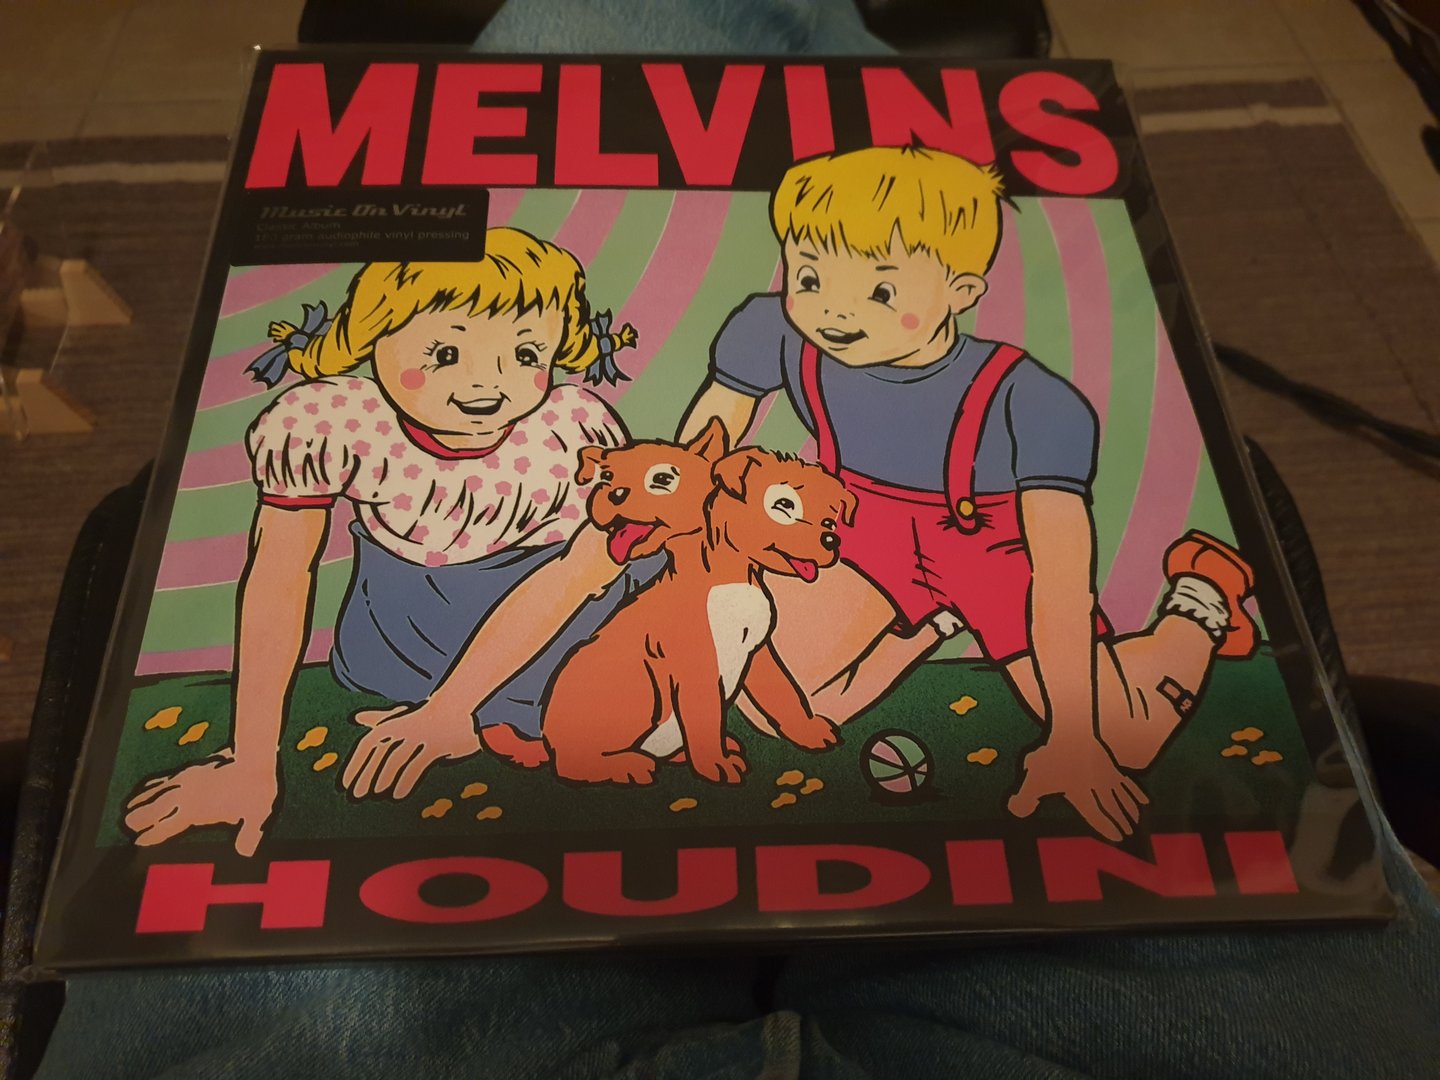 MELVINS
Music On Vinyl
Classic Album
180 gram audiophile vinyl pressing
HOUDINI